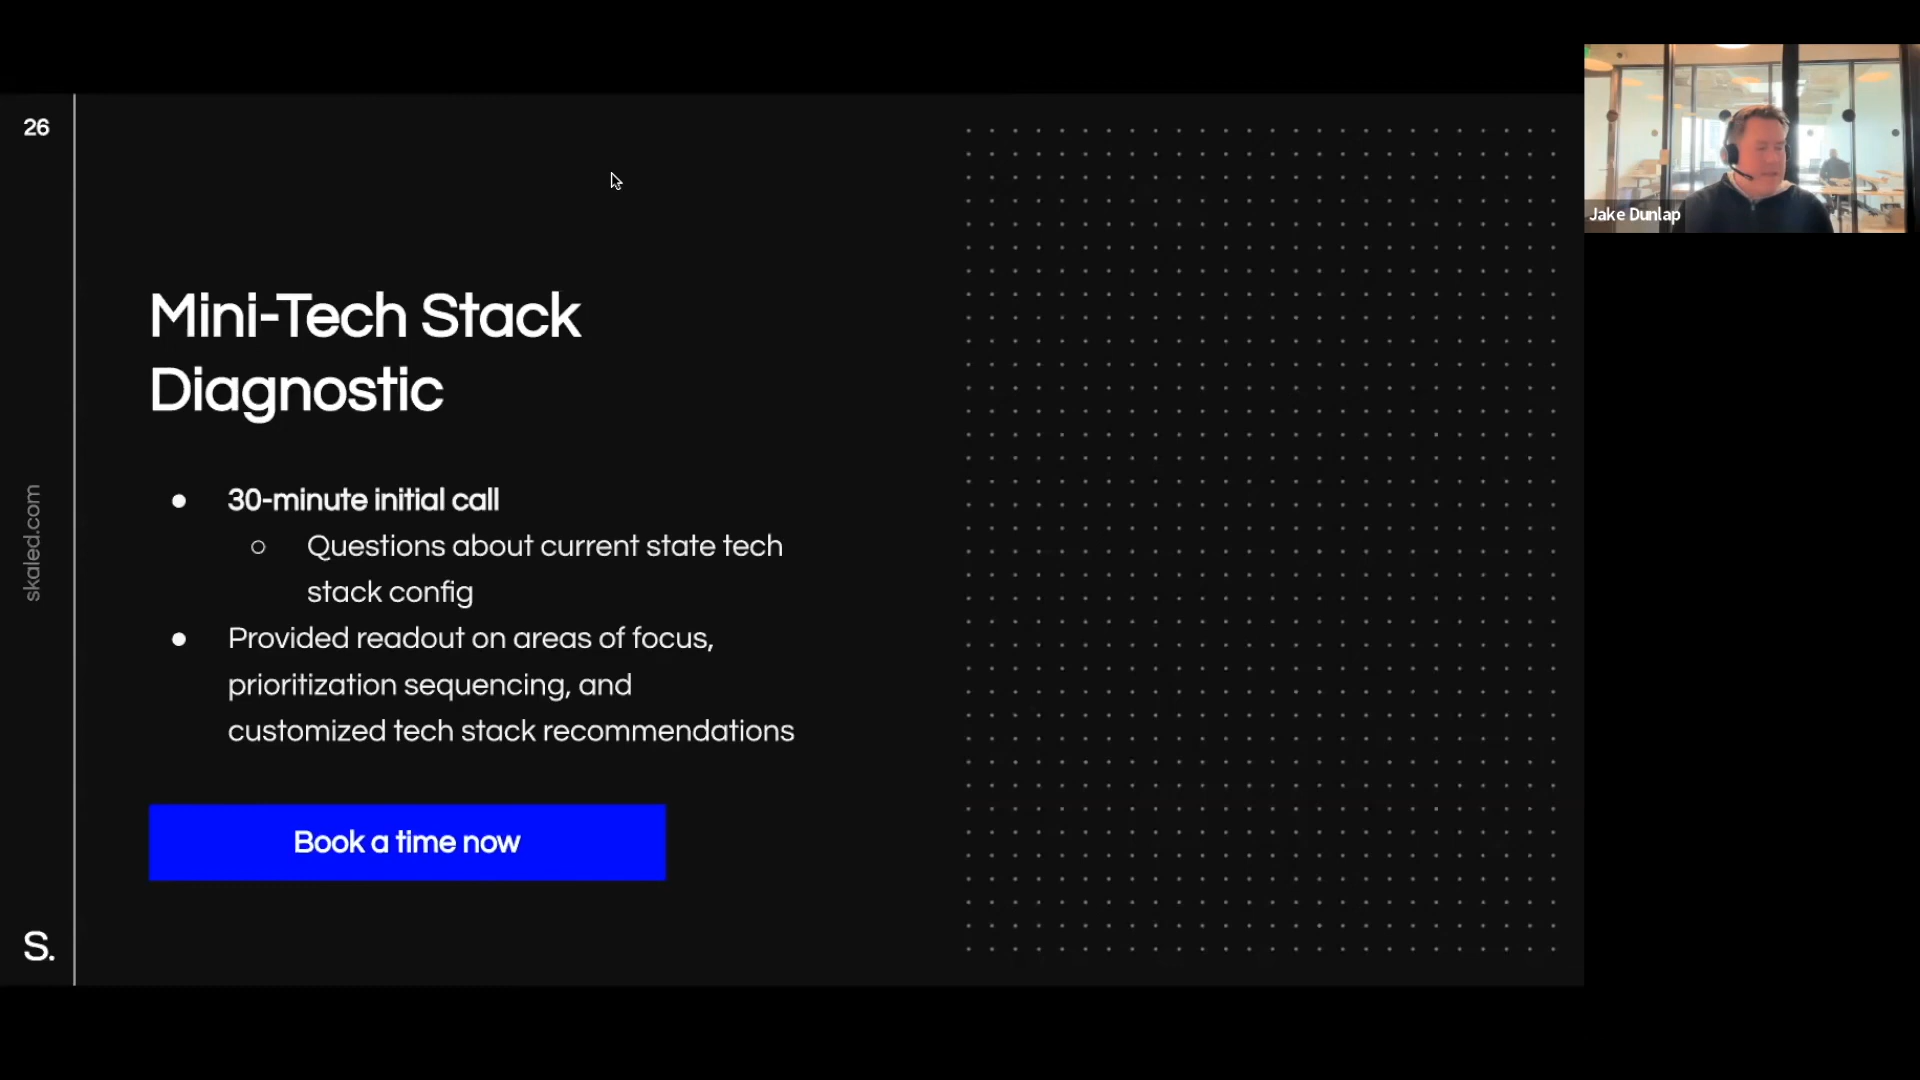 26
Mini-Tech Stack
Diagnostic
● 30-minute initial call
○ Questions about current state tech
stack config
● Provided readout on areas of focus,
prioritization sequencing, and
customized tech stack recommendations
Book a time now
skaled.com
S.
Jake Dunlap